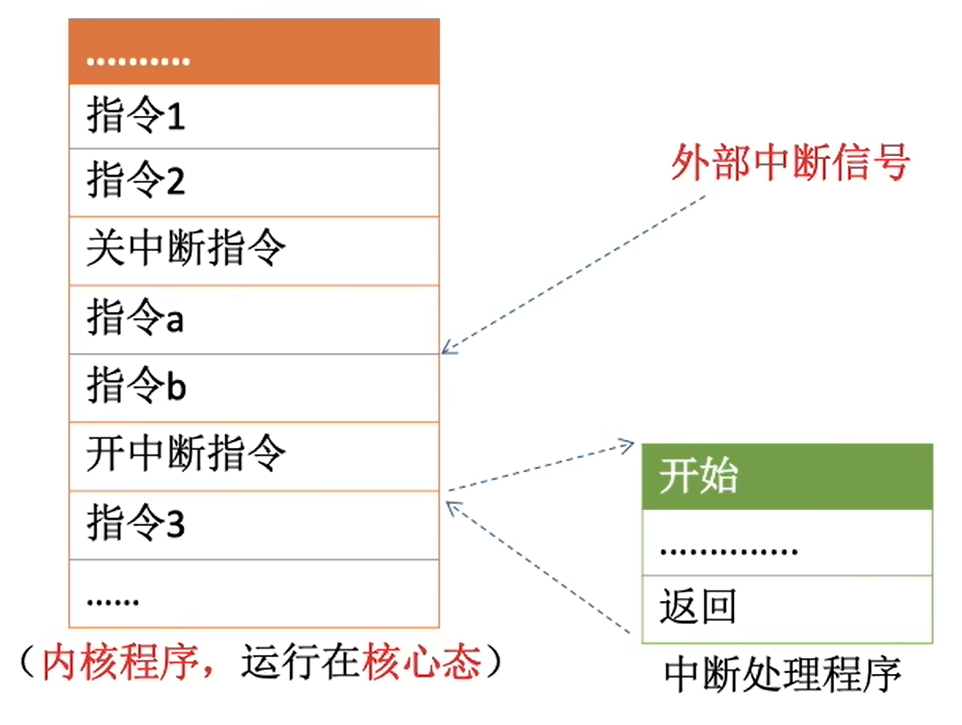 ..........
指令1
指令2
关中断指令
指令a
指令b
开中断指令
指令3
......
(内核程序，运行在核心态)
外部中断信号
开始
..............
返回
中断处理程序